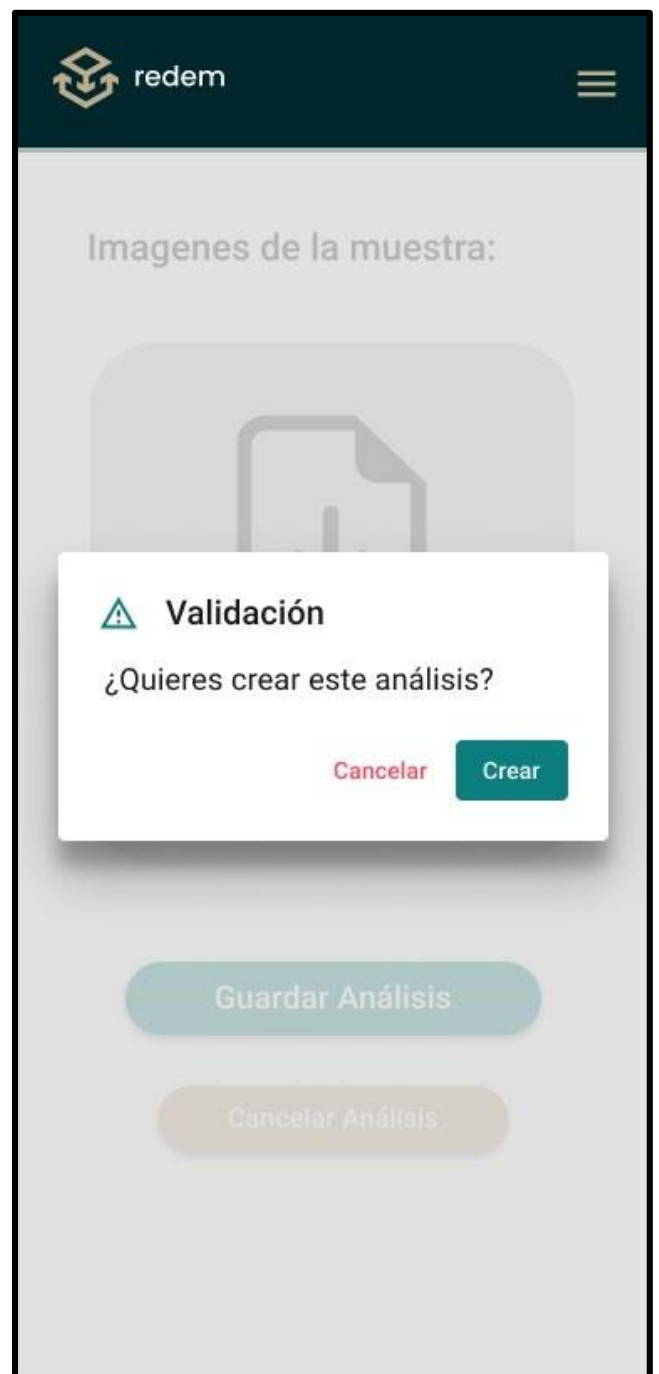 redem
Imagenes de la muestra:
Validación
¿Quieres crear este análisis?
Cancelar Crear
Guardar Análisis
Cancelar Análisis